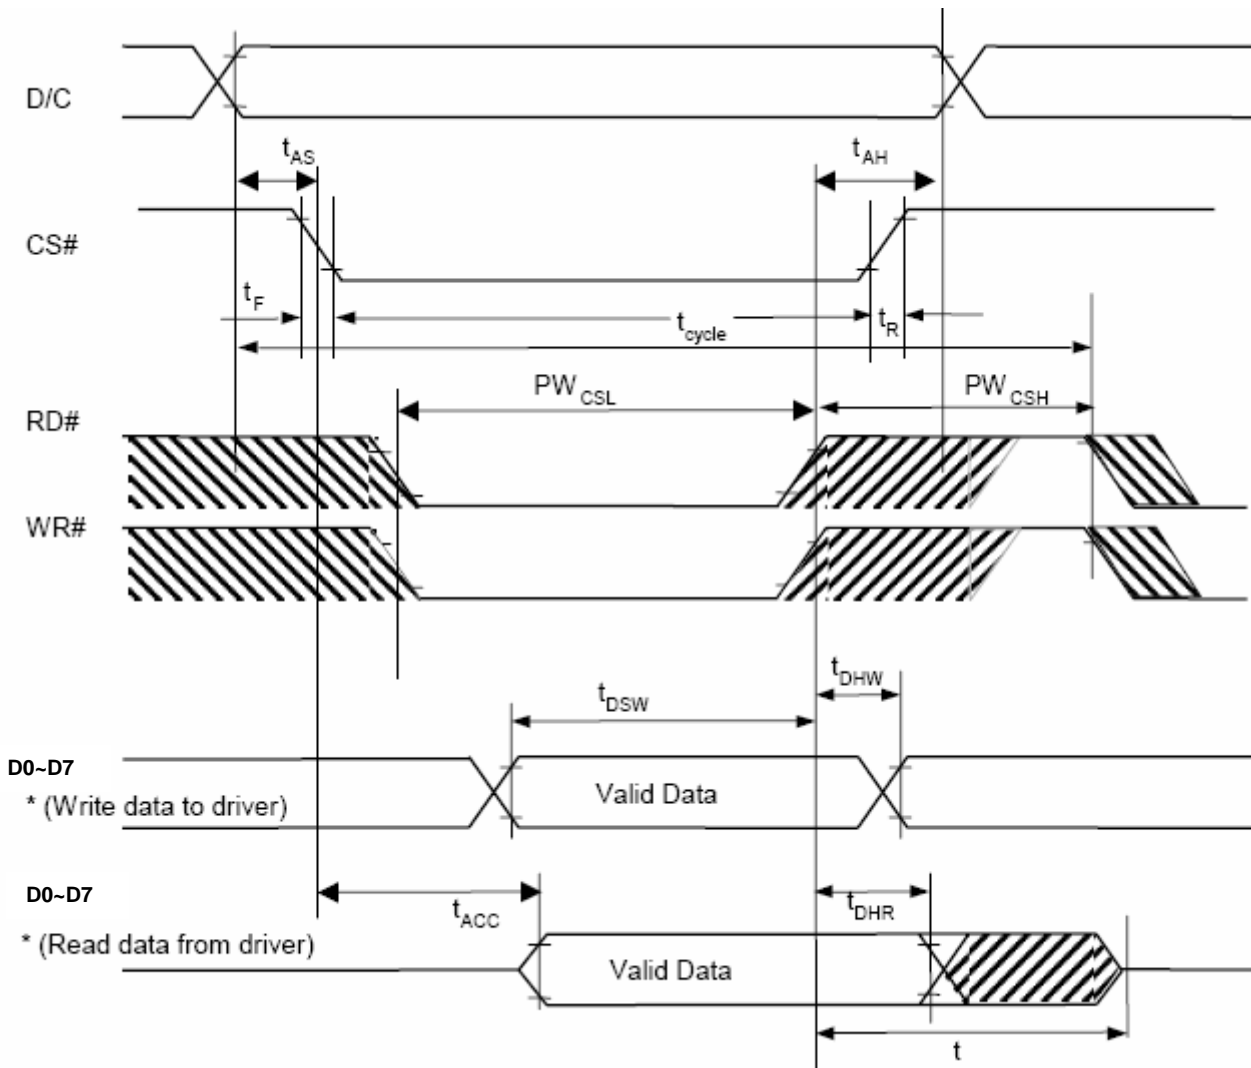 D/C
tAS
tAH
CS#
tF
tcycle
tR
PWCSL
PWCSH
RD#
WR#
tDHW
tDSW
D0~D7
* (Write data to driver)
Valid Data
D0~D7
tACC
tDHR
* (Read data from driver)
Valid Data
t